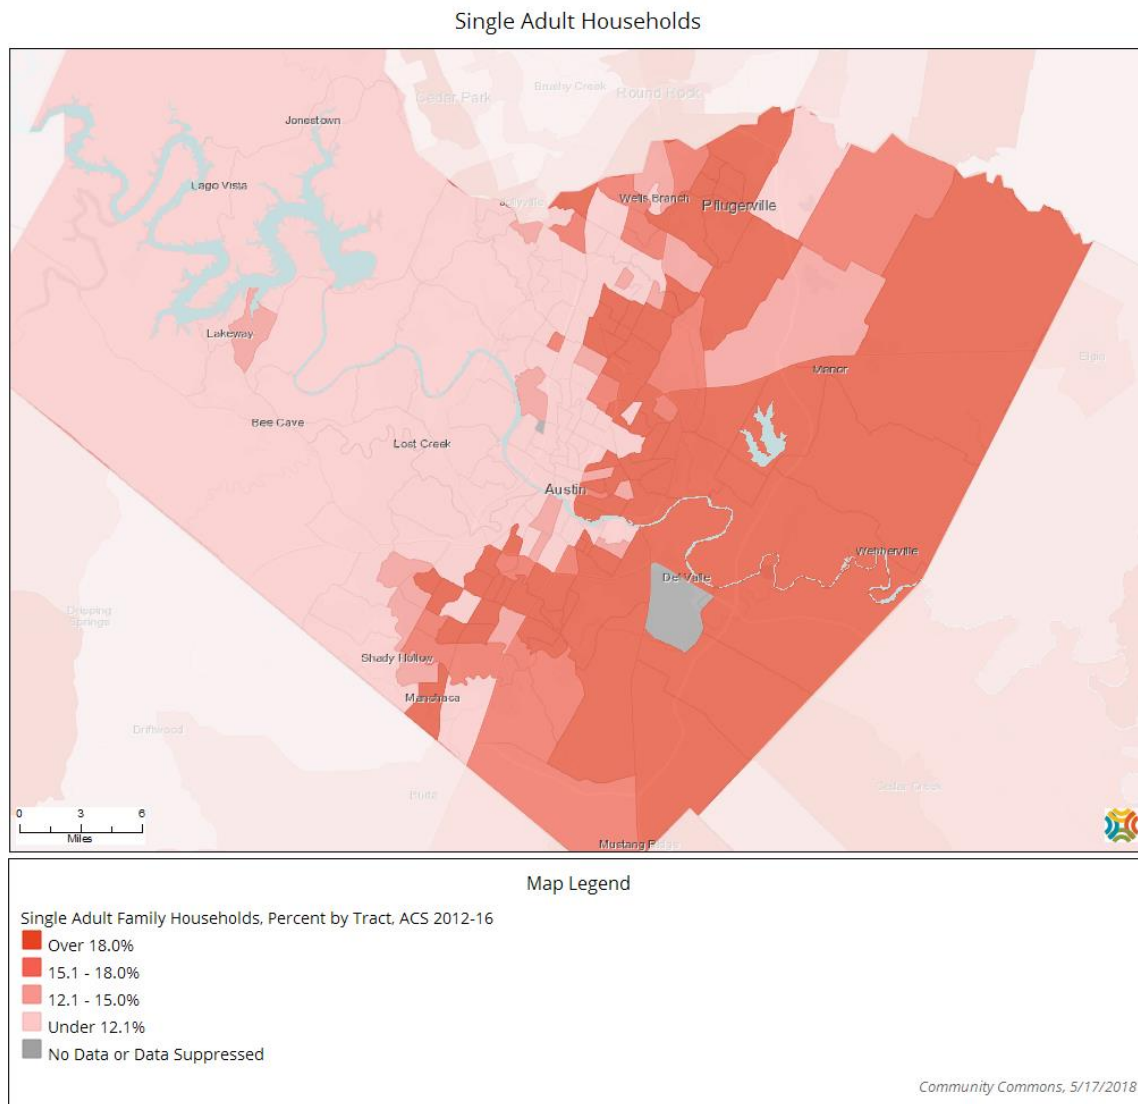 Single Adult Households
Cedar Park
Brushy Creek
Round Rock
Jonestown
Lago Vista
Wells Branch
Pflugerville
Lakeway
Manor
Elgin
Bee Cave
Lost Creek
Austin
Webberville
Del Valle
Dripping
Springs
Shady Hollow
Manchaca
Driftwood
Cedar Creek
Buda
0 3 6
Miles
Mustang Ridge
Map Legend
Single Adult Family Households, Percent by Tract, ACS 2012-16
Over 18.0%
15.1 - 18.0%
12.1 - 15.0%
Under 12.1%
No Data or Data Suppressed
Community Commons, 5/17/2018